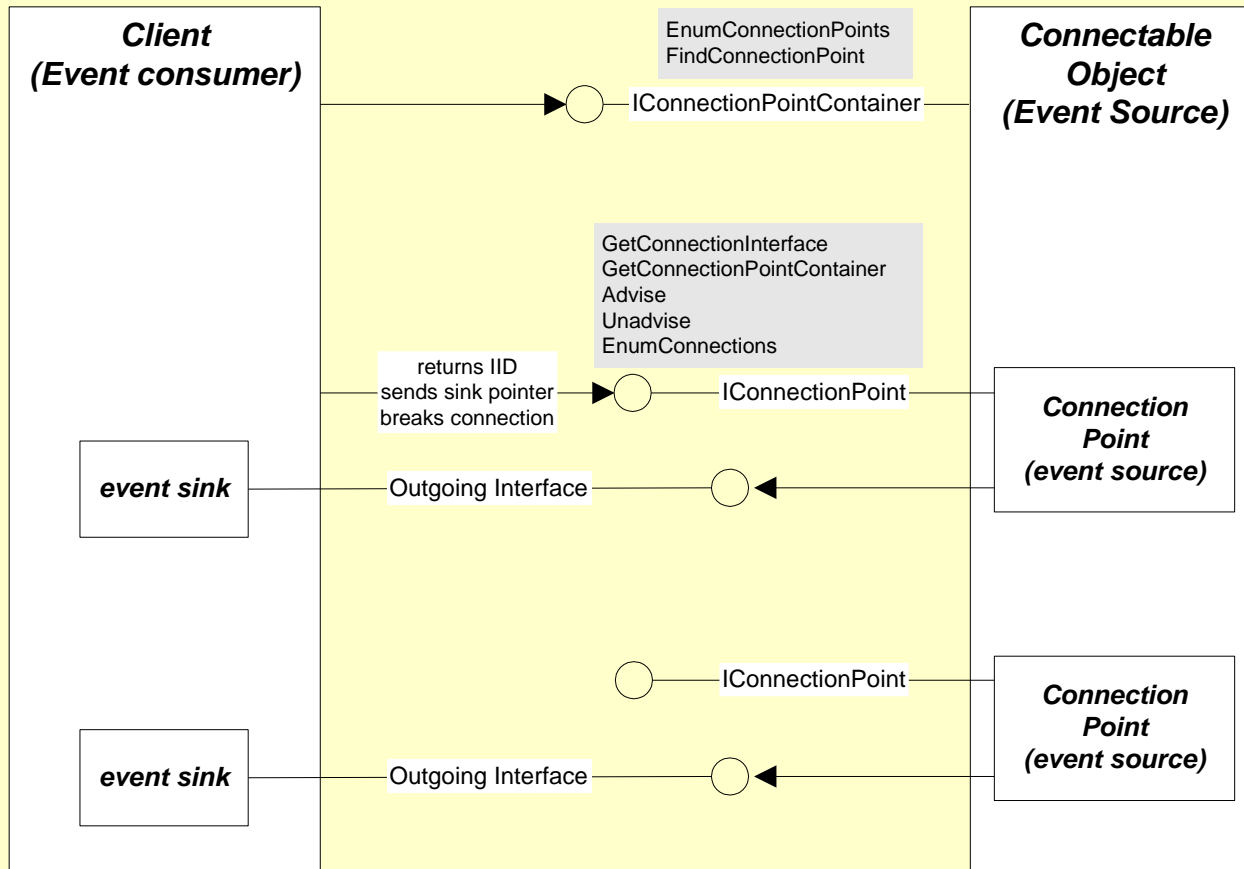 Client
(Event consumer)
EnumConnectionPoints
FindConnectionPoint
IConnectionPointContainer
Connectable
Object
(Event Source)
GetConnectionInterface
GetConnectionPointContainer
Advise
Unadvise
EnumConnections
returns IID
sends sink pointer
breaks connection
IConnectionPoint
Connection
Point
(event source)
event sink
Outgoing Interface
IConnectionPoint
Connection
Point
(event source)
event sink
Outgoing Interface